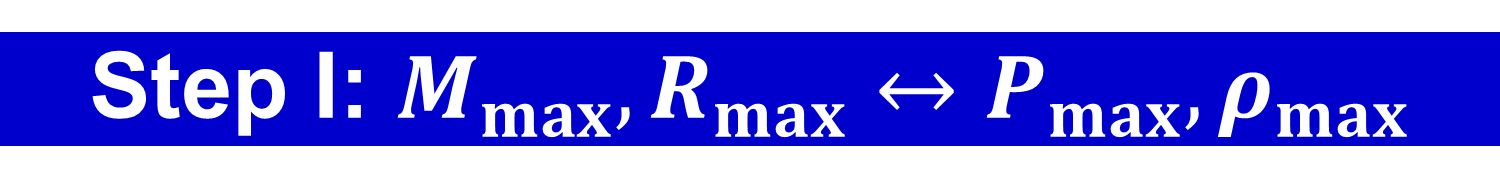 Step I: M_max, R_max ↔ P_max, ρ_max